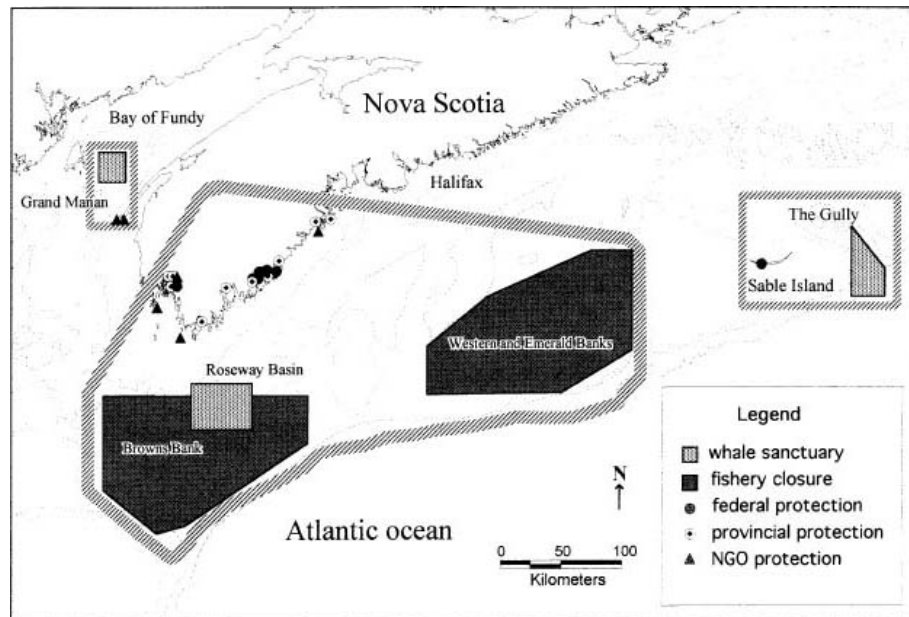 Nova Scotia
Bay of Fundy
Halifax
Grand Manan
The Gully
Sable Island
Western and Emerald Banks
Roseway Basin
Browns Bank
Atlantic ocean
N
0 50 100
Kilometers
Legend
whale sanctuary
fishery closure
federal protection
provincial protection
NGO protection